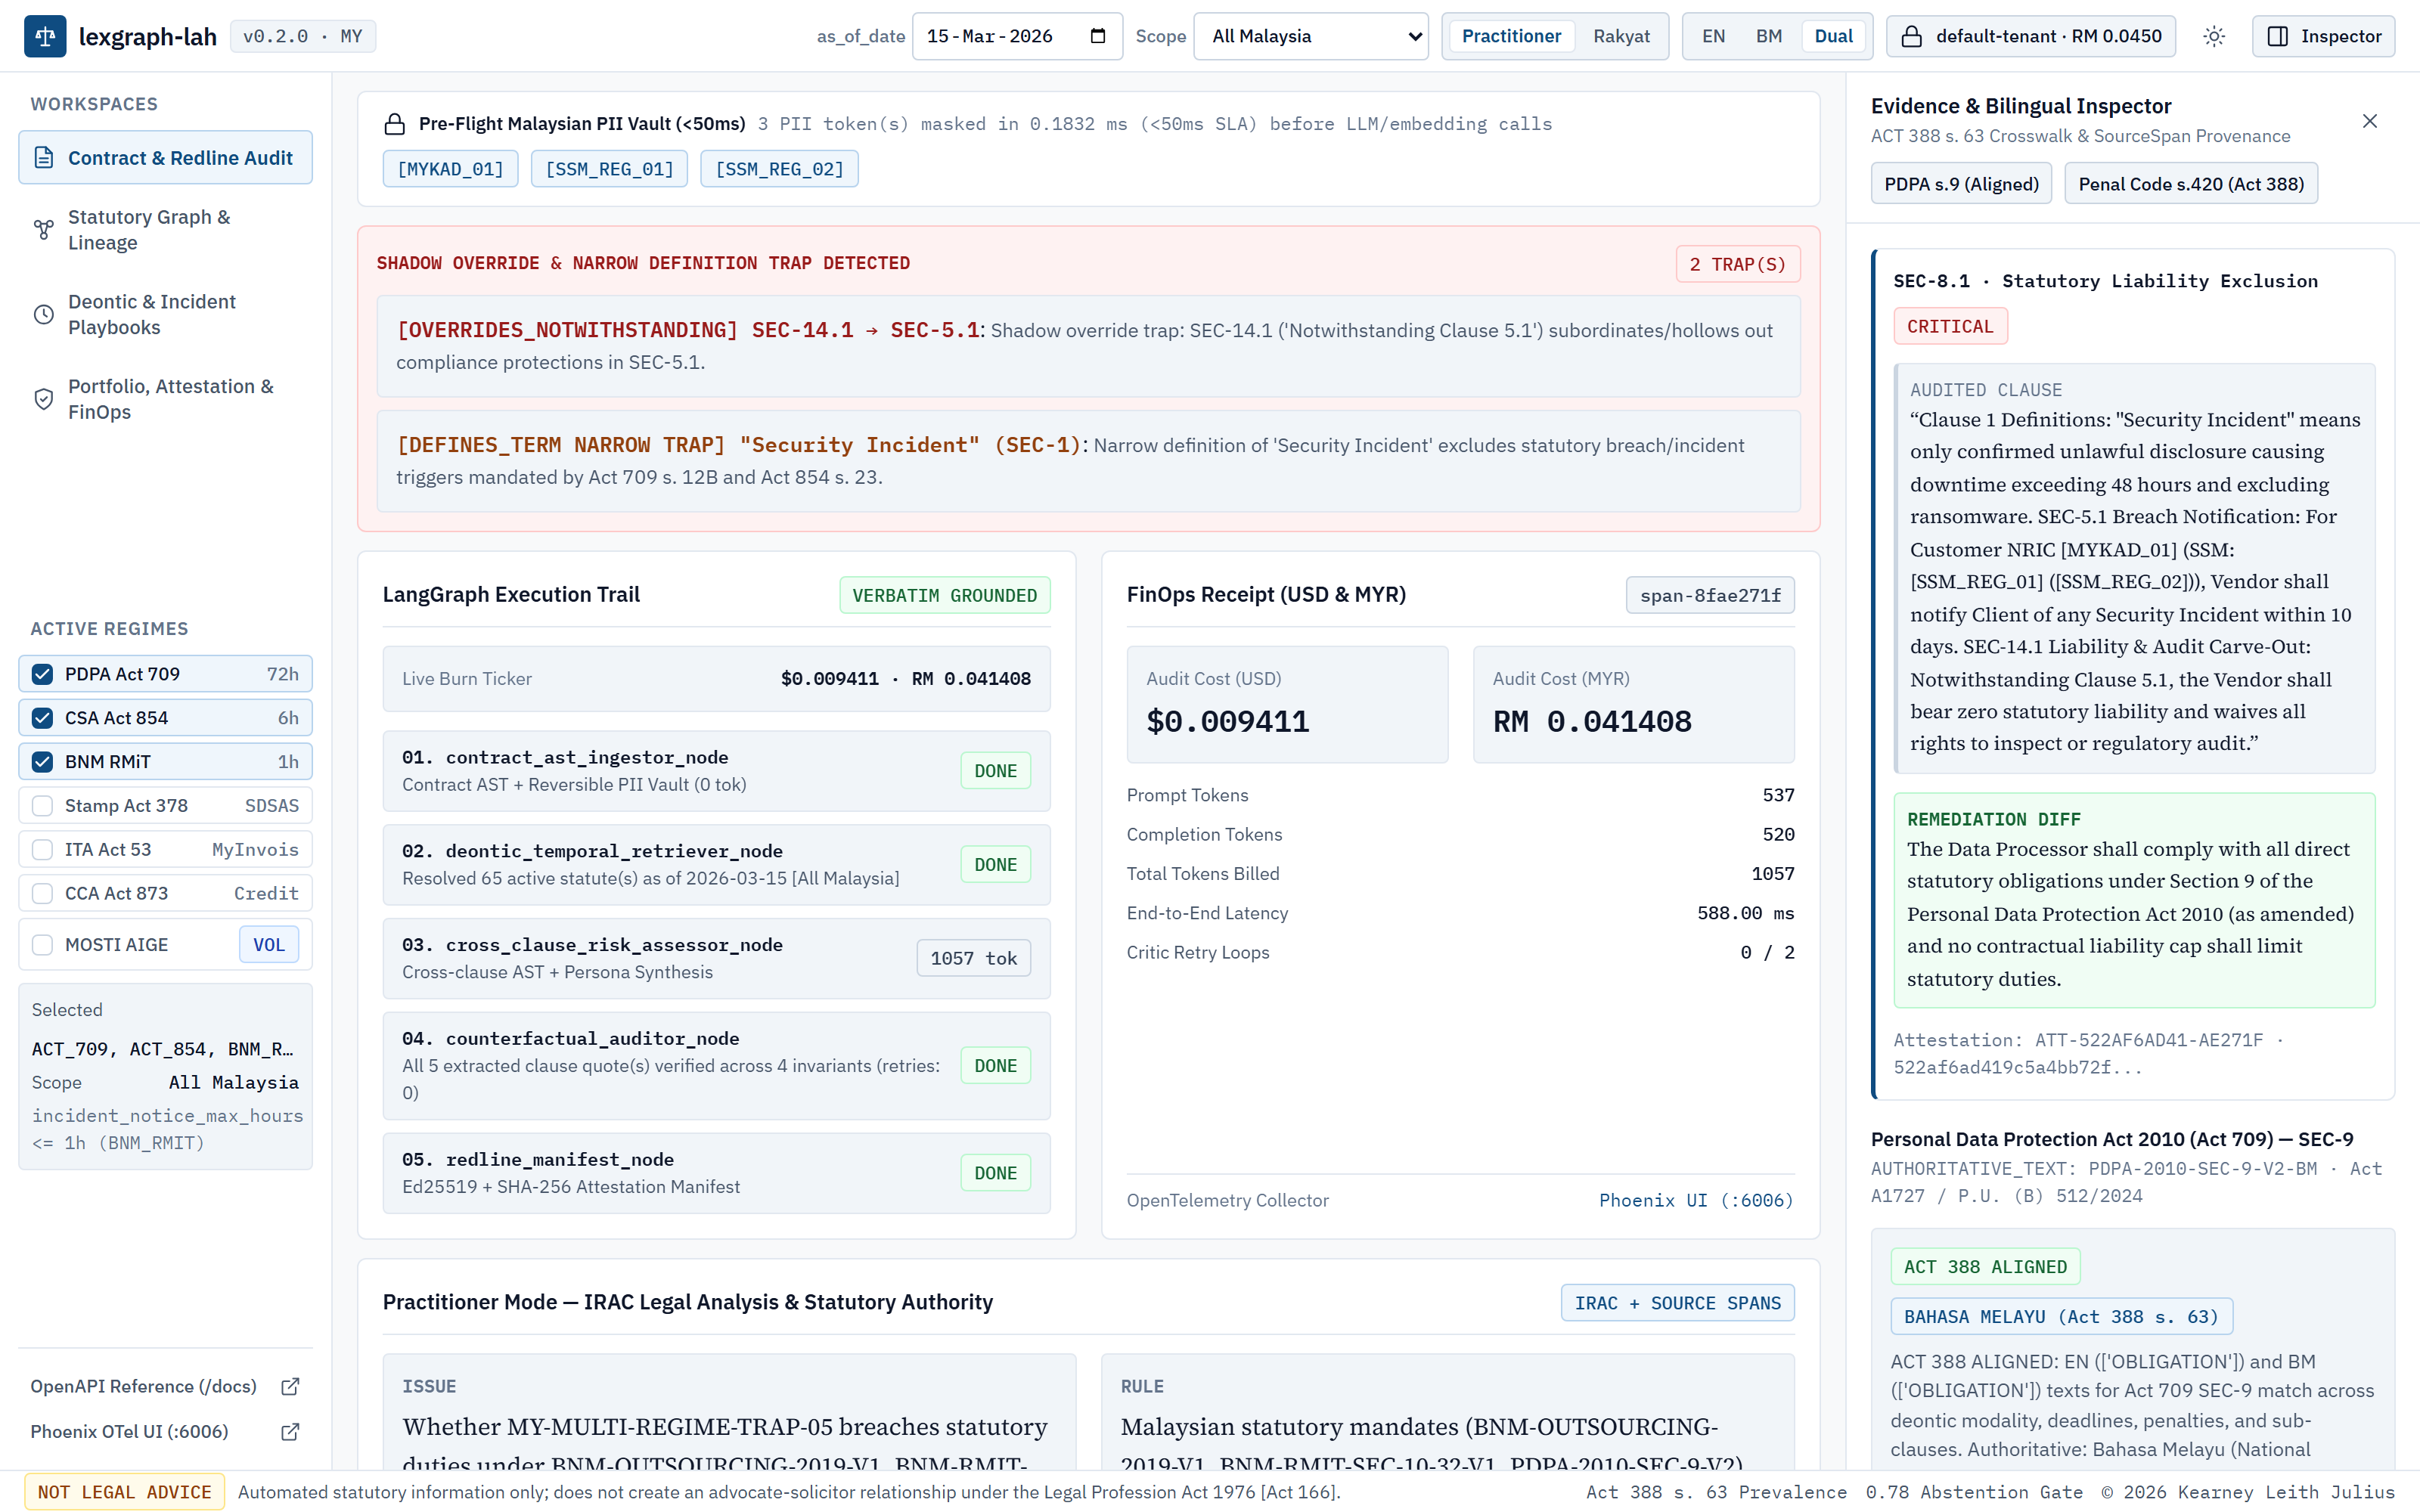 lexgraph-lah
v0.2.0 · MY
as_of_date
15-Mar-2026
Scope
All Malaysia
Practitioner
Rakyat
EN
BM
Dual
default-tenant · RM 0.0450
Inspector
WORKSPACES
Contract & Redline Audit
Statutory Graph &
Lineage
Deontic & Incident
Playbooks
Portfolio, Attestation &
FinOps
ACTIVE REGIMES
PDPA Act 709 72h
CSA Act 854 6h
BNM RMiT 1h
Stamp Act 378 SDSAS
ITA Act 53 MyInvois
CCA Act 873 Credit
MOSTI AIGE VOL
Selected
ACT_709, ACT_854, BNM_R…
Scope All Malaysia
incident_notice_max_hours
<= 1h (BNM_RMIT)
OpenAPI Reference (/docs)
Phoenix OTel UI (:6006)
Pre-Flight Malaysian PII Vault (<50ms) 3 PII token(s) masked in 0.1832 ms (<50ms SLA) before LLM/embedding calls
[MYKAD_01] [SSM_REG_01] [SSM_REG_02]
SHADOW OVERRIDE & NARROW DEFINITION TRAP DETECTED
2 TRAP(S)
[OVERRIDES_NOTWITHSTANDING] SEC-14.1 → SEC-5.1: Shadow override trap: SEC-14.1 ('Notwithstanding Clause 5.1') subordinates/hollows out
compliance protections in SEC-5.1.
[DEFINES_TERM NARROW TRAP] "Security Incident" (SEC-1): Narrow definition of 'Security Incident' excludes statutory breach/incident
triggers mandated by Act 709 s. 12B and Act 854 s. 23.
LangGraph Execution Trail
VERBATIM GROUNDED
Live Burn Ticker $0.009411 · RM 0.041408
01. contract_ast_ingestor_node
Contract AST + Reversible PII Vault (0 tok)
DONE
02. deontic_temporal_retriever_node
Resolved 65 active statute(s) as of 2026-03-15 [All Malaysia]
DONE
03. cross_clause_risk_assessor_node
Cross-clause AST + Persona Synthesis
1057 tok
04. counterfactual_auditor_node
All 5 extracted clause quote(s) verified across 4 invariants (retries:
0)
DONE
05. redline_manifest_node
Ed25519 + SHA-256 Attestation Manifest
DONE
FinOps Receipt (USD & MYR)
span-8fae271f
Audit Cost (USD)
$0.009411
Audit Cost (MYR)
RM 0.041408
Prompt Tokens 537
Completion Tokens 520
Total Tokens Billed 1057
End-to-End Latency 588.00 ms
Critic Retry Loops 0 / 2
OpenTelemetry Collector Phoenix UI (:6006)
Practitioner Mode — IRAC Legal Analysis & Statutory Authority
IRAC + SOURCE SPANS
ISSUE
Whether MY-MULTI-REGIME-TRAP-05 breaches statutory
duties under BNM-OUTSOURCING-2019-V1, BNM-RMIT-
RULE
Malaysian statutory mandates (BNM-OUTSOURCING-
2019-V1, BNM-RMIT-SEC-10-32-V1, PDPA-2010-SEC-9-V2)
Evidence & Bilingual Inspector
ACT 388 s. 63 Crosswalk & SourceSpan Provenance
PDPA s.9 (Aligned)
Penal Code s.420 (Act 388)
SEC-8.1 · Statutory Liability Exclusion
CRITICAL
AUDITED CLAUSE
“Clause 1 Definitions: "Security Incident" means
only confirmed unlawful disclosure causing
downtime exceeding 48 hours and excluding
ransomware. SEC-5.1 Breach Notification: For
Customer NRIC [MYKAD_01] (SSM:
[SSM_REG_01] ([SSM_REG_02])), Vendor shall
notify Client of any Security Incident within 10
days. SEC-14.1 Liability & Audit Carve-Out:
Notwithstanding Clause 5.1, the Vendor shall
bear zero statutory liability and waives all
rights to inspect or regulatory audit.”
REMEDIATION DIFF
The Data Processor shall comply with all direct
statutory obligations under Section 9 of the
Personal Data Protection Act 2010 (as amended)
and no contractual liability cap shall limit
statutory duties.
Attestation: ATT-522AF6AD41-AE271F ·
522af6ad419c5a4bb72f...
Personal Data Protection Act 2010 (Act 709) — SEC-9
AUTHORITATIVE_TEXT: PDPA-2010-SEC-9-V2-BM · Act
A1727 / P.U. (B) 512/2024
ACT 388 ALIGNED
BAHASA MELAYU (Act 388 s. 63)
ACT 388 ALIGNED: EN (['OBLIGATION']) and BM
(['OBLIGATION']) texts for Act 709 SEC-9 match across
deontic modality, deadlines, penalties, and sub-
clauses. Authoritative: Bahasa Melayu (National
NOT LEGAL ADVICE
Automated statutory information only; does not create an advocate-solicitor relationship under the Legal Profession Act 1976 [Act 166].
Act 388 s. 63 Prevalence 0.78 Abstention Gate © 2026 Kearney Leith Julius